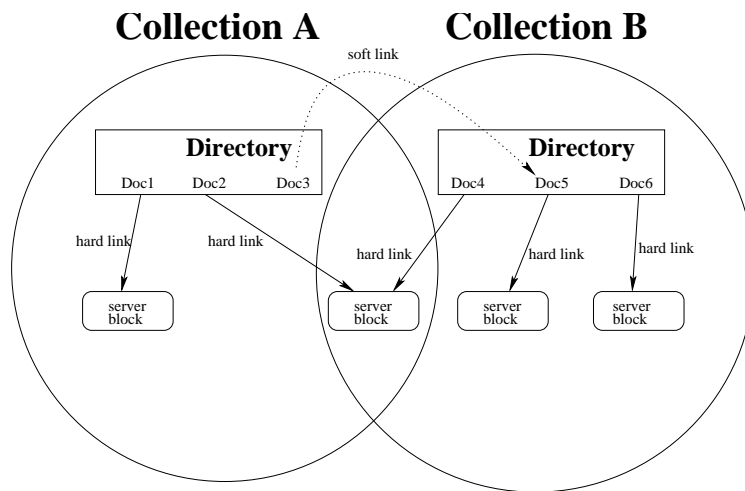 Collection A
Collection B
soft link
Directory
Directory
Doc1
Doc2
Doc3
Doc4
Doc5
Doc6
hard link
hard link
hard link
hard link
hard link
server
block
server
block
server
block
server
block